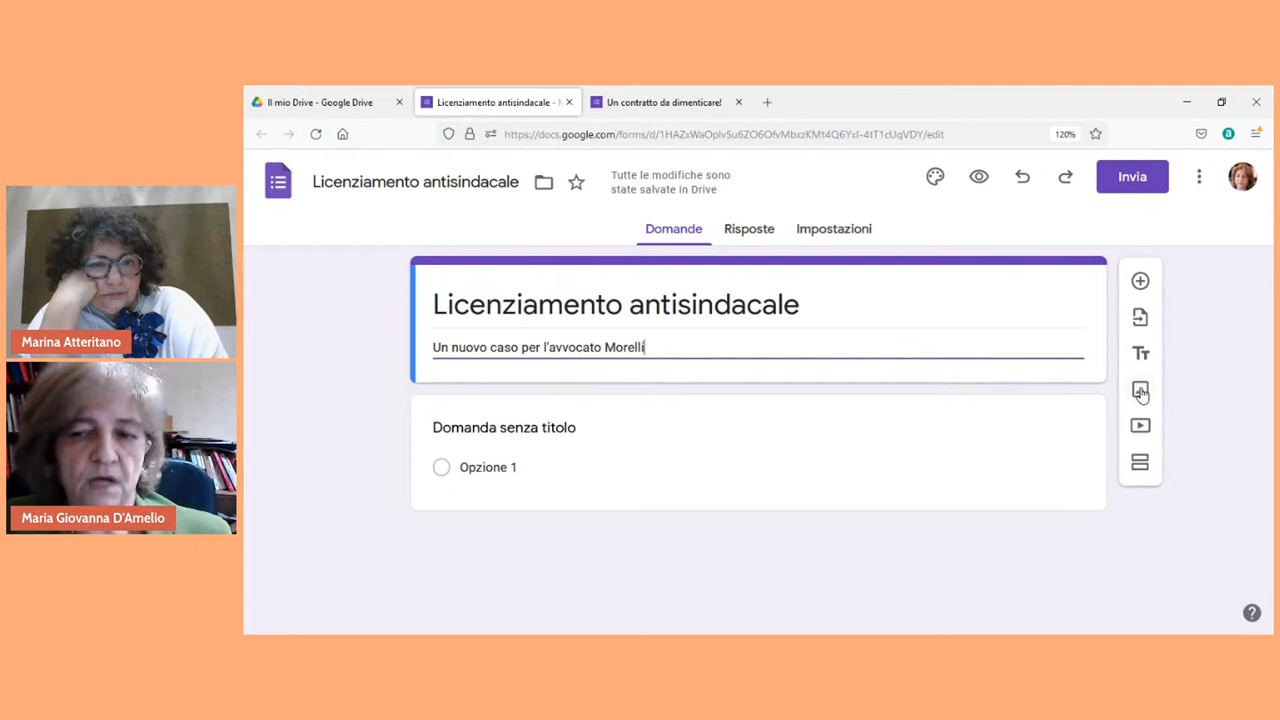 Il mio Drive - Google Drive
Licenziamento antisindacale -
Un contratto da dimenticare!
https://docs.google.com/forms/d/1HAZxWaOplvSu6ZO6OfvMbxzKMt4Q6YxI-4tT1cUqVDY/edit
120%
Licenziamento antisindacale
Tutte le modifiche sono
state salvate in Drive
Invia
Domande
Risposte
Impostazioni
Licenziamento antisindacale
Un nuovo caso per l'avvocato Morelli
Domanda senza titolo
Opzione 1
Marina Atteritano
Maria Giovanna D'Amelio